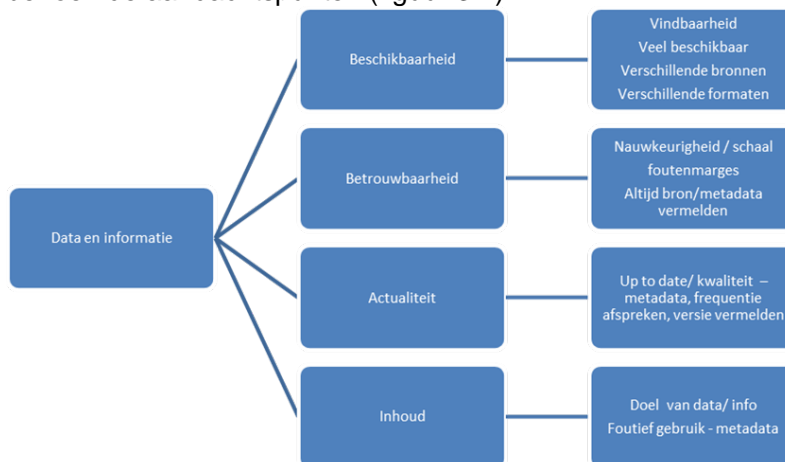 Data en informatie
Beschikbaarheid
Vindbaarheid
Veel beschikbaar
Verschillende bronnen
Verschillende formaten
Betrouwbaarheid
Nauwkeurigheid / schaal
foutenmarges
Altijd bron/metadata
vermelden
Actualiteit
Up to date/ kwaliteit –
metadata, frequentie
afspreken, versie vermelden
Inhoud
Doel van data/ info
Foutief gebruik - metadata